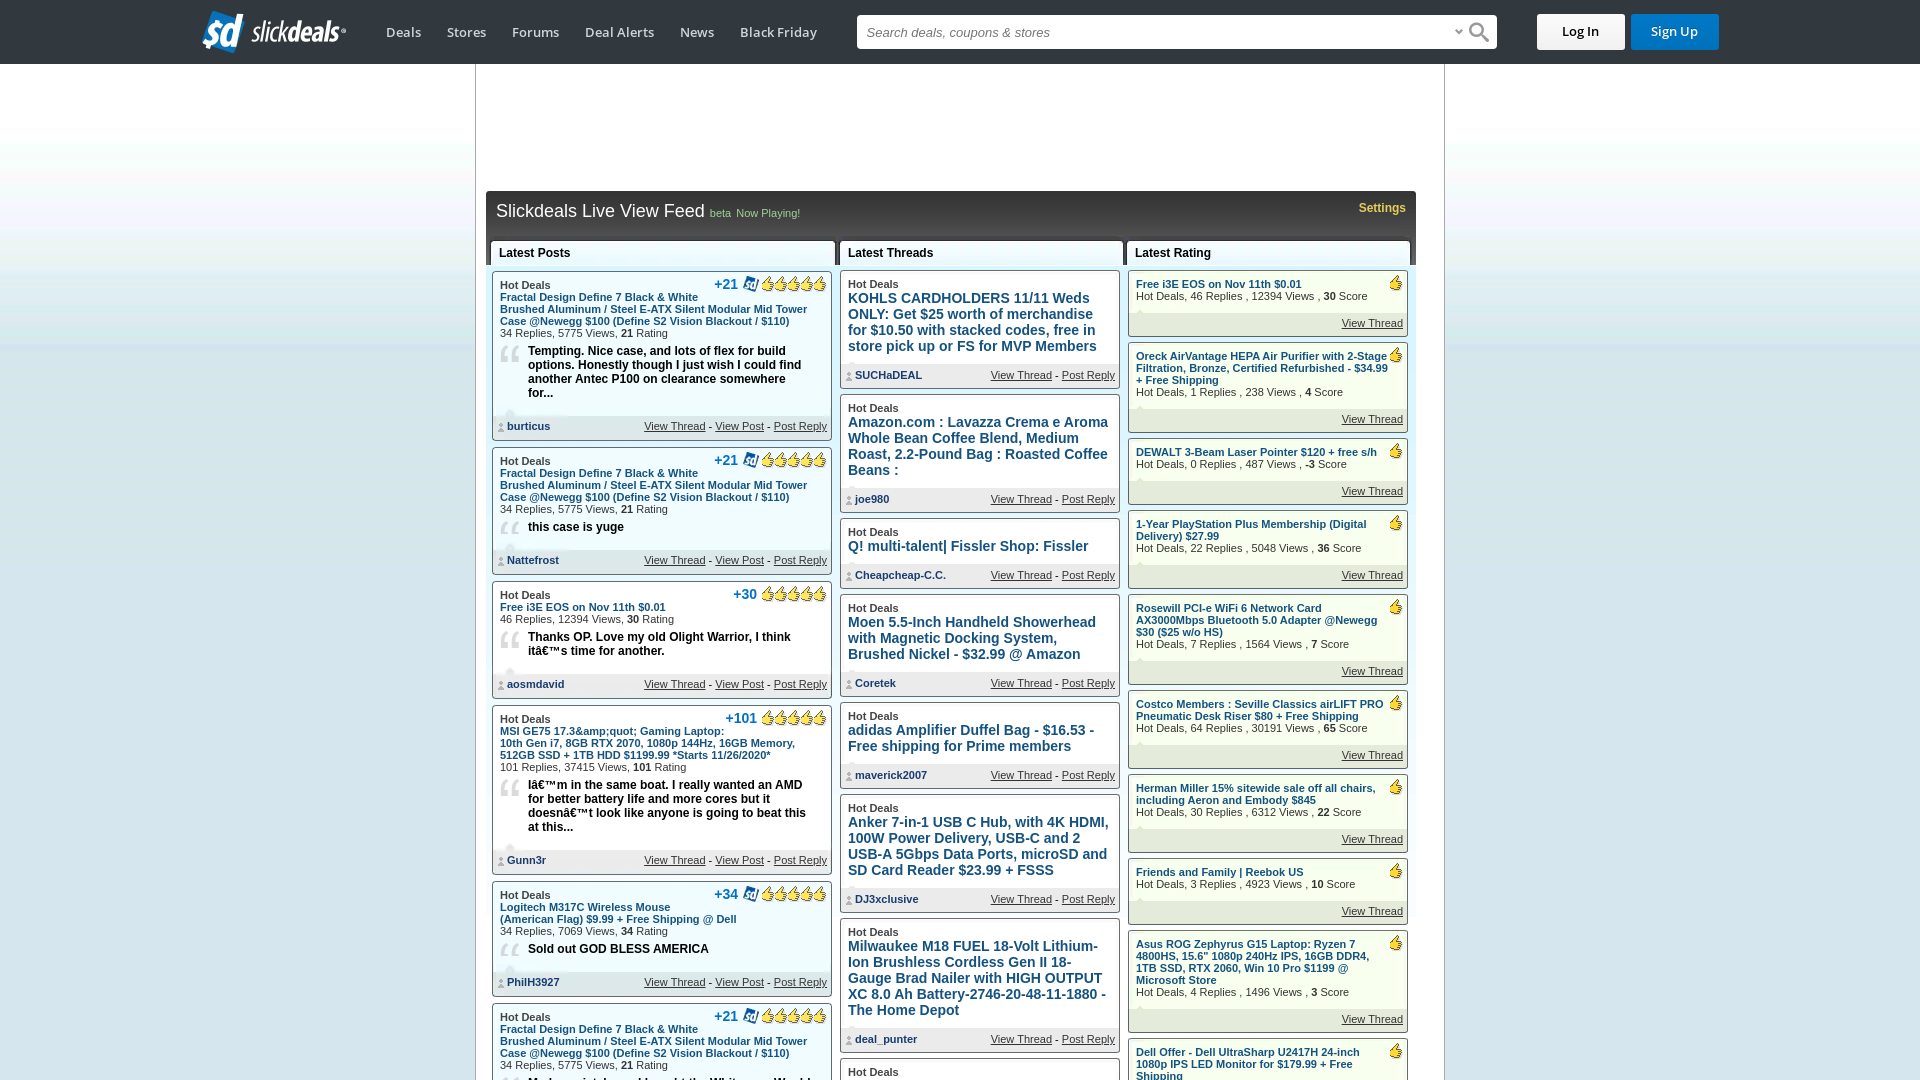 slickdeals
Deals
Stores
Forums
Deal Alerts
News
Black Friday
Search deals, coupons & stores
Log In
Sign Up
Slickdeals Live View Feed beta Now Playing!
Settings
Latest Posts
Hot Deals
+21
Fractal Design Define 7 Black & White
Brushed Aluminum / Steel E-ATX Silent Modular Mid Tower
Case @Newegg $100 (Define S2 Vision Blackout / $110)
34 Replies, 5775 Views, 21 Rating
Tempting. Nice case, and lots of flex for build
options. Honestly though I just wish I could find
another Antec P100 on clearance somewhere
for...
burticus
View Thread - View Post - Post Reply
Hot Deals
+21
Fractal Design Define 7 Black & White
Brushed Aluminum / Steel E-ATX Silent Modular Mid Tower
Case @Newegg $100 (Define S2 Vision Blackout / $110)
34 Replies, 5775 Views, 21 Rating
this case is yuge
Nattefrost
View Thread - View Post - Post Reply
Hot Deals
+30
Free i3E EOS on Nov 11th $0.01
46 Replies, 12394 Views, 30 Rating
Thanks OP. Love my old Olight Warrior, I think
itâ€™s time for another.
aosmdavid
View Thread - View Post - Post Reply
Hot Deals
+101
MSI GE75 17.3&amp;quot; Gaming Laptop:
10th Gen i7, 8GB RTX 2070, 1080p 144Hz, 16GB Memory,
512GB SSD + 1TB HDD $1199.99 *Starts 11/26/2020*
101 Replies, 37415 Views, 101 Rating
Iâ€™m in the same boat. I really wanted an AMD
for better battery life and more cores but it
doesnâ€™t look like anyone is going to beat this
at this...
Gunn3r
View Thread - View Post - Post Reply
Hot Deals
+34
Logitech M317C Wireless Mouse
(American Flag) $9.99 + Free Shipping @ Dell
34 Replies, 7069 Views, 34 Rating
Sold out GOD BLESS AMERICA
PhilH3927
View Thread - View Post - Post Reply
Hot Deals
+21
Fractal Design Define 7 Black & White
Brushed Aluminum / Steel E-ATX Silent Modular Mid Tower
Case @Newegg $100 (Define S2 Vision Blackout / $110)
34 Replies, 5775 Views, 21 Rating
Latest Threads
Hot Deals
KOHLS CARDHOLDERS 11/11 Weds
ONLY: Get $25 worth of merchandise
for $10.50 with stacked codes, free in
store pick up or FS for MVP Members
SUCHaDEAL
View Thread - Post Reply
Hot Deals
Amazon.com : Lavazza Crema e Aroma
Whole Bean Coffee Blend, Medium
Roast, 2.2-Pound Bag : Roasted Coffee
Beans :
joe980
View Thread - Post Reply
Hot Deals
Q! multi-talent| Fissler Shop: Fissler
Cheapcheap-C.C.
View Thread - Post Reply
Hot Deals
Moen 5.5-Inch Handheld Showerhead
with Magnetic Docking System,
Brushed Nickel - $32.99 @ Amazon
Coretek
View Thread - Post Reply
Hot Deals
adidas Amplifier Duffel Bag - $16.53 -
Free shipping for Prime members
maverick2007
View Thread - Post Reply
Hot Deals
Anker 7-in-1 USB C Hub, with 4K HDMI,
100W Power Delivery, USB-C and 2
USB-A 5Gbps Data Ports, microSD and
SD Card Reader $23.99 + FSSS
DJ3xclusive
View Thread - Post Reply
Hot Deals
Milwaukee M18 FUEL 18-Volt Lithium-
Ion Brushless Cordless Gen II 18-
Gauge Brad Nailer with HIGH OUTPUT
XC 8.0 Ah Battery-2746-20-48-11-1880 -
The Home Depot
deal_punter
View Thread - Post Reply
Hot Deals
Latest Rating
Free i3E EOS on Nov 11th $0.01
Hot Deals, 46 Replies , 12394 Views , 30 Score
View Thread
Oreck AirVantage HEPA Air Purifier with 2-Stage
Filtration, Bronze, Certified Refurbished - $34.99
+ Free Shipping
Hot Deals, 1 Replies , 238 Views , 4 Score
View Thread
DEWALT 3-Beam Laser Pointer $120 + free s/h
Hot Deals, 0 Replies , 487 Views , -3 Score
View Thread
1-Year PlayStation Plus Membership (Digital
Delivery) $27.99
Hot Deals, 22 Replies , 5048 Views , 36 Score
View Thread
Rosewill PCI-e WiFi 6 Network Card
AX3000Mbps Bluetooth 5.0 Adapter @Newegg
$30 ($25 w/o HS)
Hot Deals, 7 Replies , 1564 Views , 7 Score
View Thread
Costco Members : Seville Classics airLIFT PRO
Pneumatic Desk Riser $80 + Free Shipping
Hot Deals, 64 Replies , 30191 Views , 65 Score
View Thread
Herman Miller 15% sitewide sale off all chairs,
including Aeron and Embody $845
Hot Deals, 30 Replies , 6312 Views , 22 Score
View Thread
Friends and Family | Reebok US
Hot Deals, 3 Replies , 4923 Views , 10 Score
View Thread
Asus ROG Zephyrus G15 Laptop: Ryzen 7
4800HS, 15.6" 1080p 240Hz IPS, 16GB DDR4,
1TB SSD, RTX 2060, Win 10 Pro $1199 @
Microsoft Store
Hot Deals, 4 Replies , 1496 Views , 3 Score
View Thread
Dell Offer - Dell UltraSharp U2417H 24-inch
1080p IPS LED Monitor for $179.99 + Free
Shipping